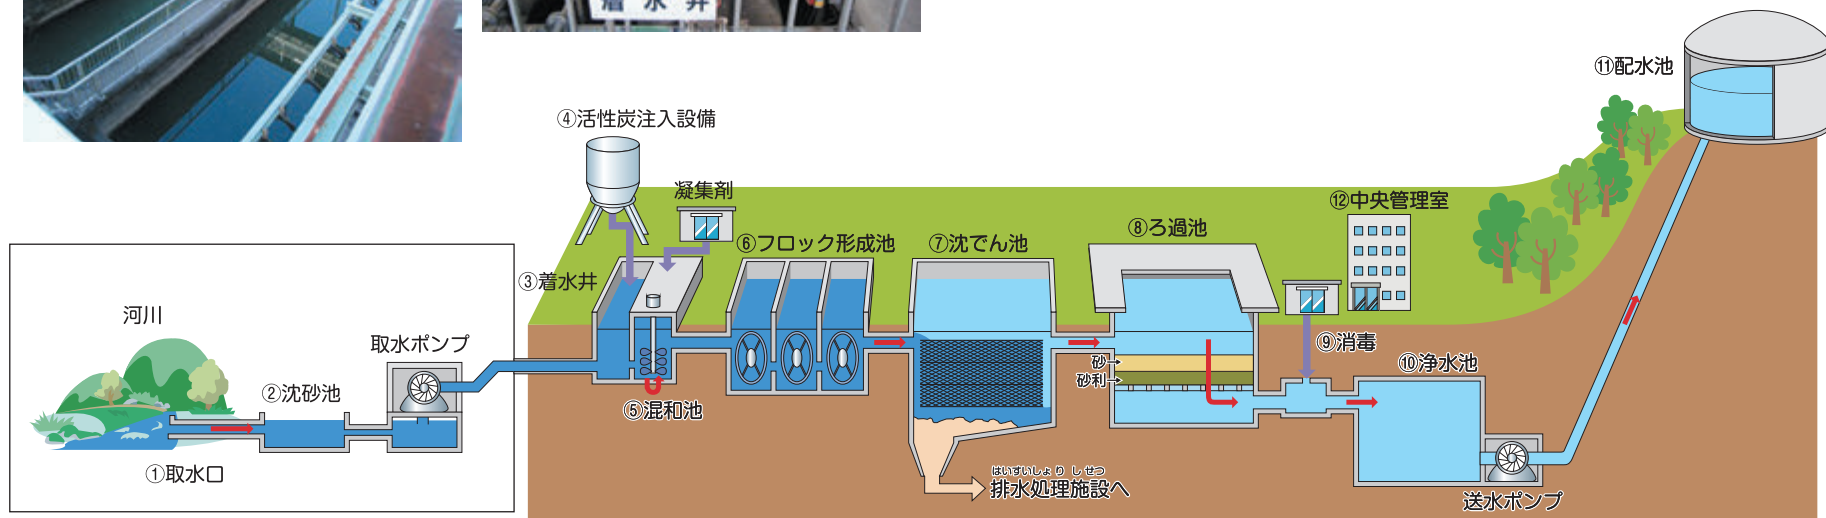 着水井
⑪配水池
④活性炭注入設備
凝集剤
⑫中央管理室
⑧ろ過池
⑥フロック形成池
⑦沈でん池
③着水井
河川
取水ポンプ
⑨消毒
砂→
⑩浄水池
砂利→
②沈砂池
⑤混和池
①取水口
はいすいしょりしせつ
排水処理施設へ
送水ポンプ